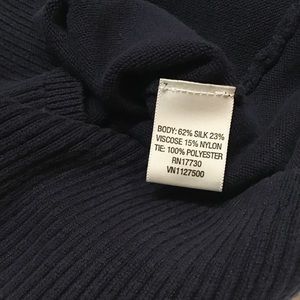 BODY: 62% SILK 23%
VISCOSE 15% NYLON
TIE: 100% POLYESTER
RN17730
VN1127500